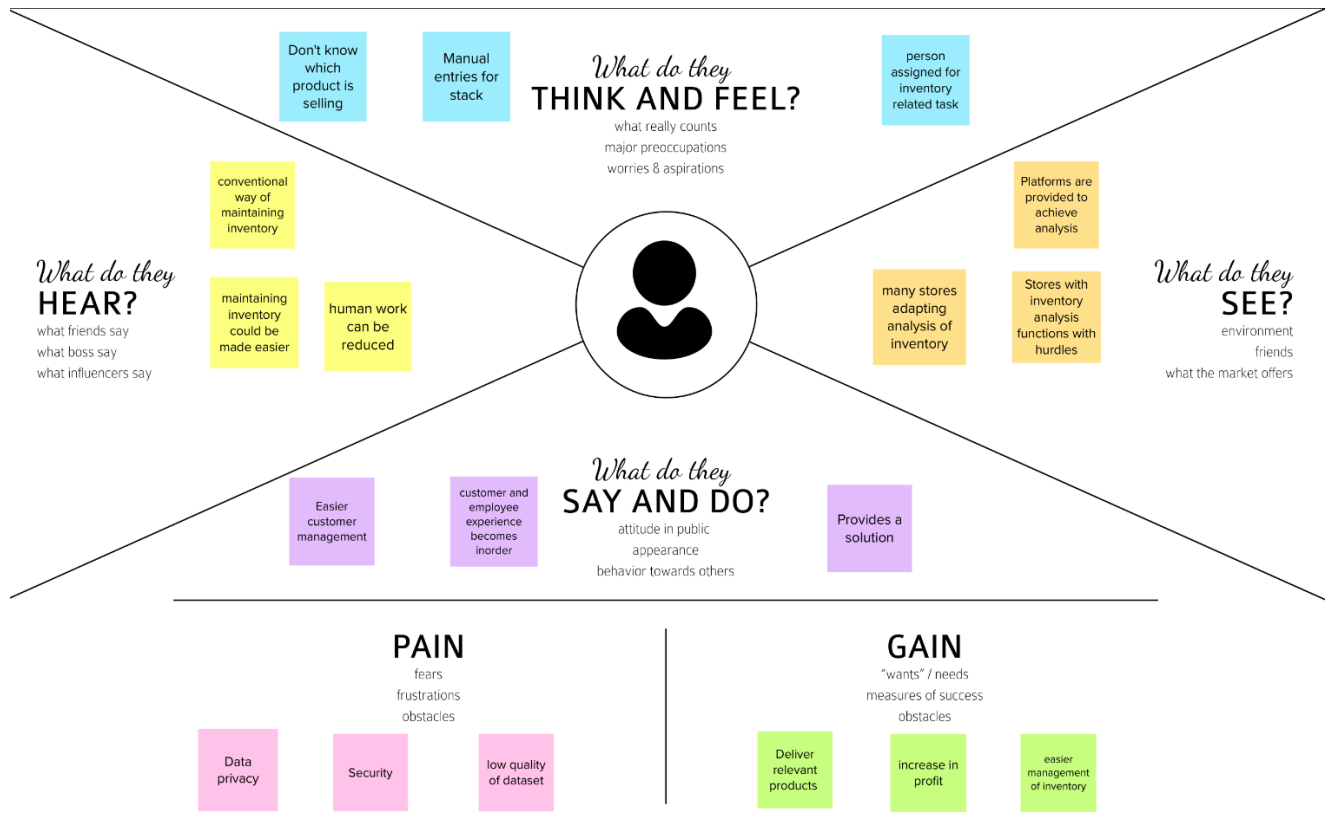 Don't know
which
product is
selling
Manual
entries for
stack
What do they
THINK AND FEEL?
what really counts
major preoccupations
worries 8 aspirations
person
assigned for
inventory
related task
conventional
way of
maintaining
inventory
maintaining
inventory
could be
made easier
human work
can be
reduced
What do they
HEAR?
what friends say
what boss say
what influencers say
Platforms are
provided to
achieve
analysis
many stores
adapting
analysis of
inventory
Stores with
inventory
analysis
functions with
hurdles
What do they
SEE?
environment
friends
what the market offers
Easier
customer
management
customer and
employee
experience
becomes
inorder
What do they
SAY AND DO?
attitude in public
appearance
behavior towards others
Provides a
solution
PAIN
fears
frustrations
obstacles
Data
privacy
Security
low quality
of dataset
GAIN
"wants" / needs
measures of success
obstacles
Deliver
relevant
products
increase in
profit
easier
management
of inventory